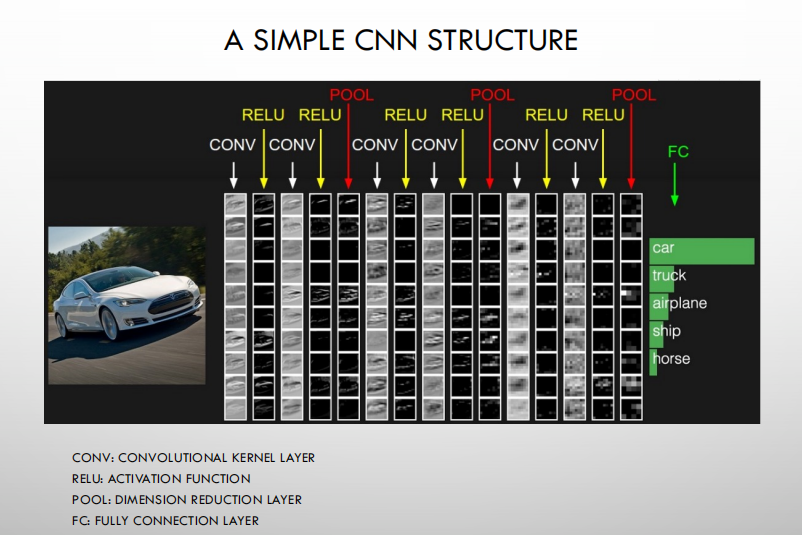 A SIMPLE CNN STRUCTURE
POOL POOL POOL
RELU RELU RELU RELU RELU RELU
CONV CONV CONV CONV CONV CONV
FC
car
truck
airplane
ship
horse
CONV: CONVOLUTIONAL KERNEL LAYER
RELU: ACTIVATION FUNCTION
POOL: DIMENSION REDUCTION LAYER
FC: FULLY CONNECTION LAYER